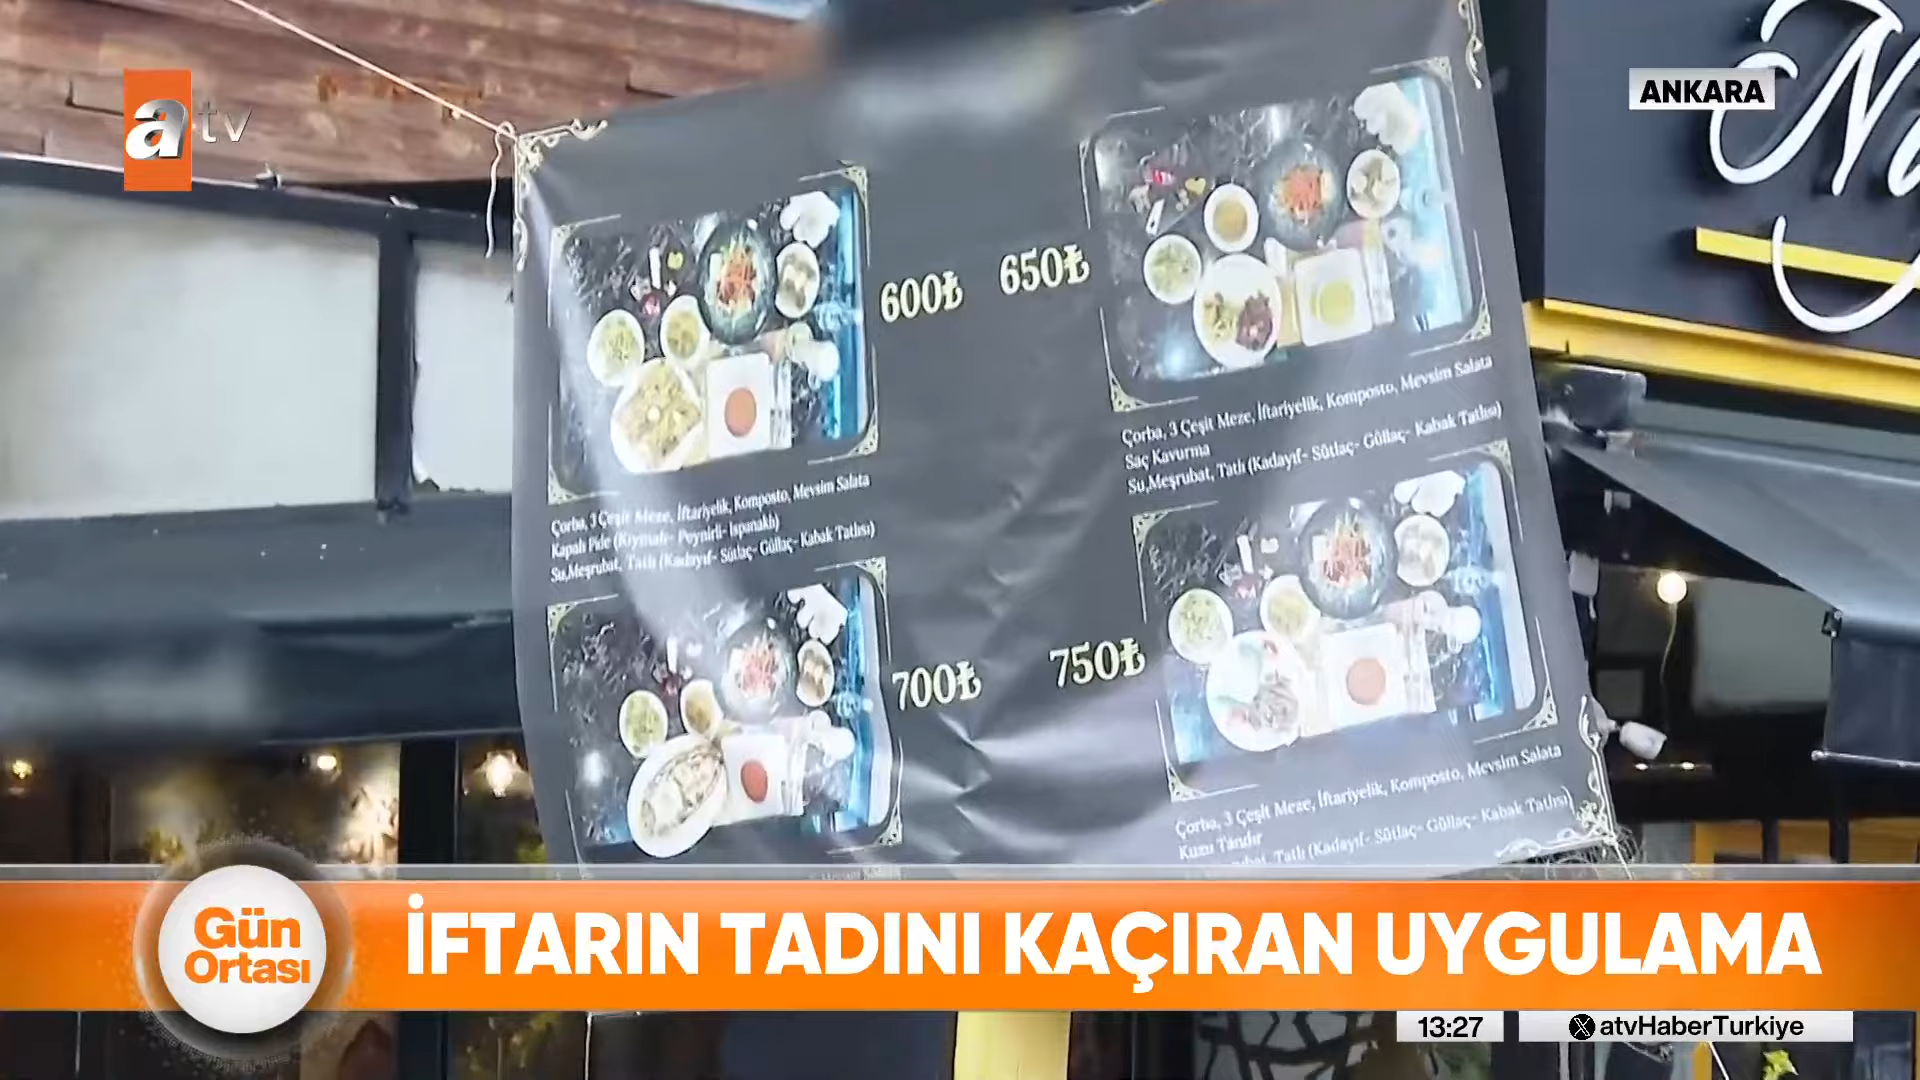 a tv
ANKARA
600₺
650₺
Çorba, 3 Çeşit Meze, İftariyelik, Komposto, Mevsim Salata
Kapalı Pide (Kıymalı- Peynirli- Ispanaklı)
Su,Meşrubat, Tatlı (Kadayıf- Sütlaç- Güllaç- Kabak Tatlısı)
Çorba, 3 Çeşit Meze, İftariyelik, Komposto, Mevsim Salata
Saç Kavurma
Su,Meşrubat, Tatlı (Kadayıf- Sütlaç- Güllaç- Kabak Tatlısı)
700₺
750₺
Çorba, 3 Çeşit Meze, İftariyelik, Komposto, Mevsim Salata
Kuzu Tandır
Tatlı (Kadayıf- Sütlaç- Güllaç- Kabak Tatlısı)
Gün
Ortası
İFTARIN TADINI KAÇIRAN UYGULAMA
13:27
X atvHaberTurkiye